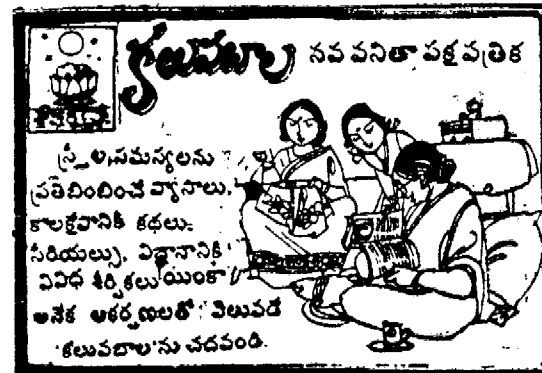 కలువబాల నవ వనితా పక్షపత్రిక
స్త్రీల సమస్యలను
ప్రతిబింబించే వ్యాసాలు,
కాలక్షేపానికి కథలు,
సీరియల్సు, విజ్ఞానానికి
వివిధ శీర్షికలు యింకా
అనేక ఆకర్షణలతో వెలువడే
'కలువబాల'ను చదవండి.